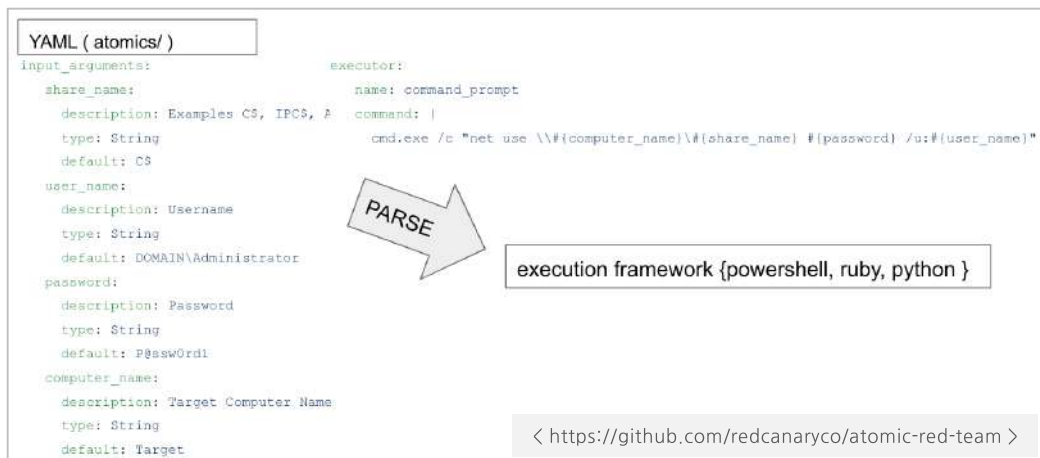 YAML ( atomics/ )
input_arguments:
share_name:
description: Examples C$, IPC$, A
type: String
default: C$
user_name:
description: Username
type: String
default: DOMAIN\Administrator
password:
description: Password
type: String
default: P@ssw0rd1
computer_name:
description: Target Computer Name
type: String
default: Target
executor:
name: command_prompt
command: |
cmd.exe /c "net use \\#{computer_name}\#{share_name} #{password} /u:#{user_name}"
PARSE
execution framework {powershell, ruby, python }
< https://github.com/redcanaryco/atomic-red-team >